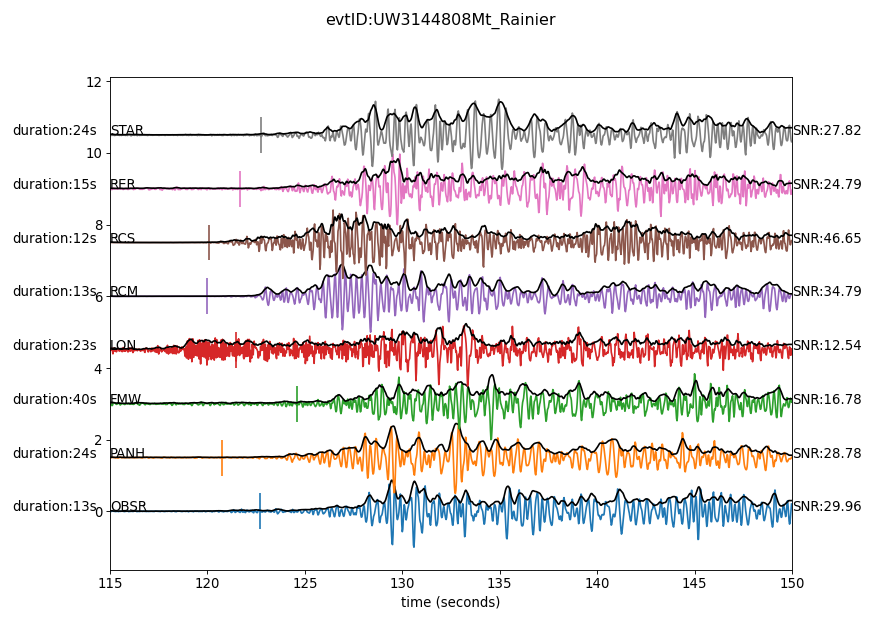 evtID:UW3144808Mt_Rainier
12
duration:24s STAR SNR:27.82
10
duration:15s RER SNR:24.79
8
duration:12s RCS SNR:46.65
duration:13s RCM SNR:34.79
6
duration:23s LON SNR:12.54
4
duration:40s FMW SNR:16.78
2
duration:24s PANH SNR:28.78
duration:13s OBSR SNR:29.96
0
115 120 125 130 135 140 145 150
time (seconds)